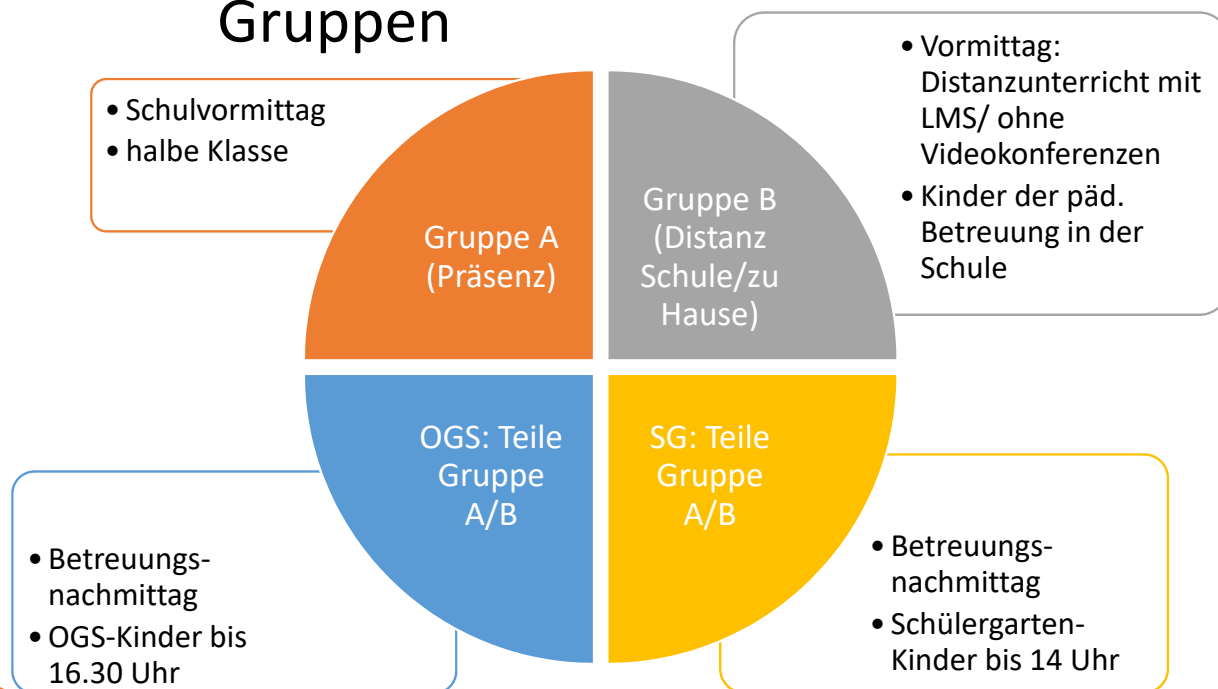 Gruppen
• Schulvormittag
• halbe Klasse
Gruppe A
(Präsenz)
Gruppe B
(Distanz
Schule/zu
Hause)
• Vormittag:
Distanzunterricht mit
LMS/ ohne
Videokonferenzen
• Kinder der päd.
Betreuung in der
Schule
OGS: Teile
Gruppe
A/B
SG: Teile
Gruppe
A/B
• Betreuungs-
nachmittag
• OGS-Kinder bis
16.30 Uhr
• Betreuungs-
nachmittag
• Schülergarten-
Kinder bis 14 Uhr